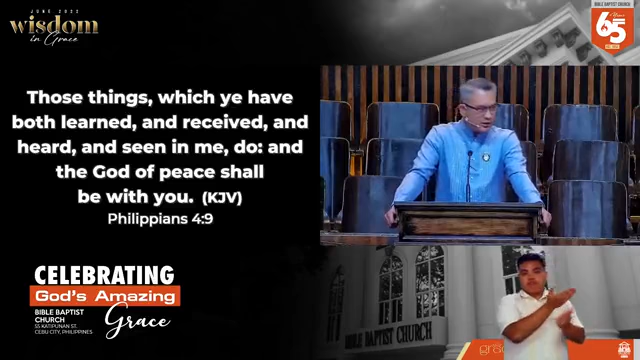 JUNE 2022
wisdom
in Grace
BIBLE BAPTIST CHURCH
65
Those things, which ye have
both learned, and received, and
heard, and seen in me, do: and
the God of peace shall
be with you. (KJV)
Philippians 4:9
CELEBRATING
God's Amazing
Grace
BIBLE BAPTIST
CHURCH
55 KATIPUNAN ST.
CEBU CITY, PHILIPPINES
BIBLE BAPTIST CHURCH